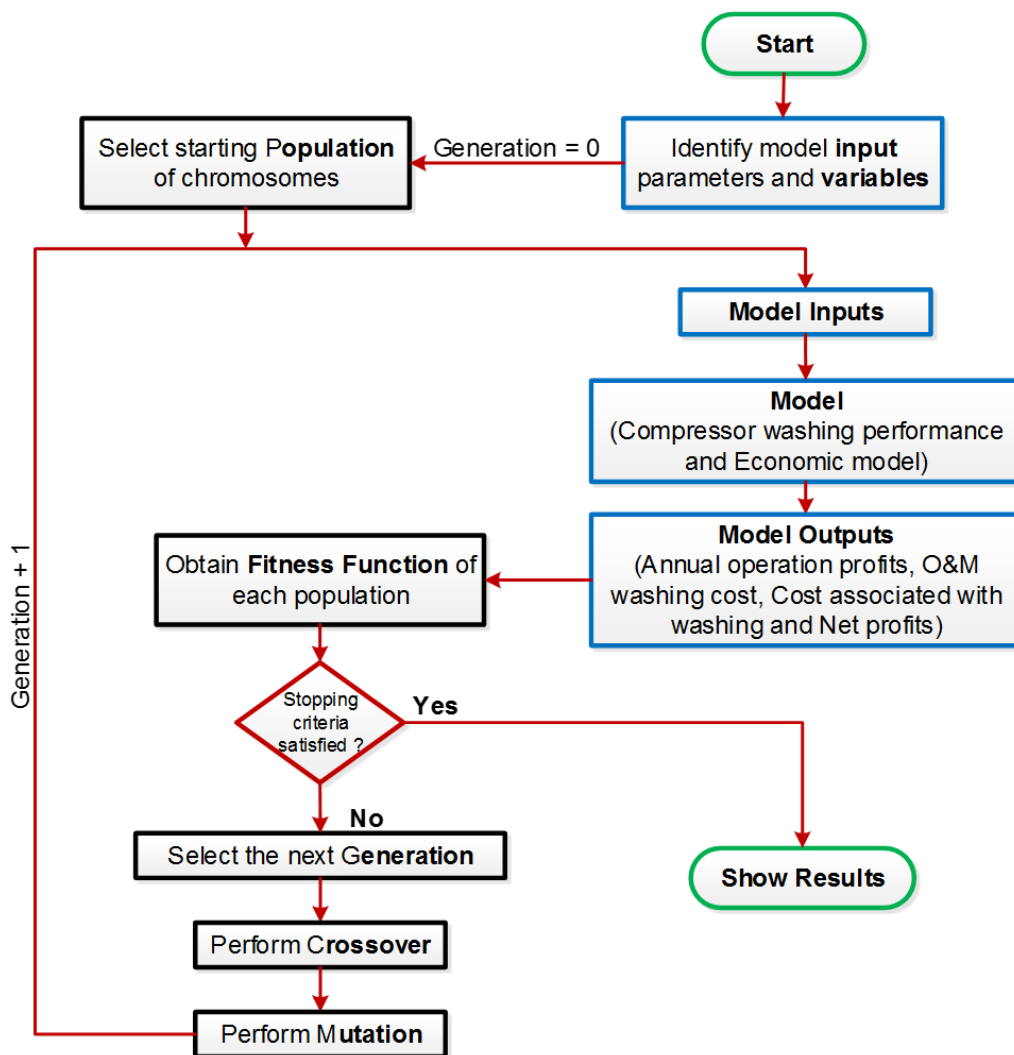 Start
Select starting Population
of chromosomes
Generation = 0
Identify model input
parameters and variables
Model Inputs
Model
(Compressor washing performance
and Economic model)
Model Outputs
(Annual operation profits, O&M
washing cost, Cost associated with
washing and Net profits)
Obtain Fitness Function of
each population
Generation + 1
Stopping
criteria
satisfied ?
Yes
No
Select the next Generation
Show Results
Perform Crossover
Perform Mutation